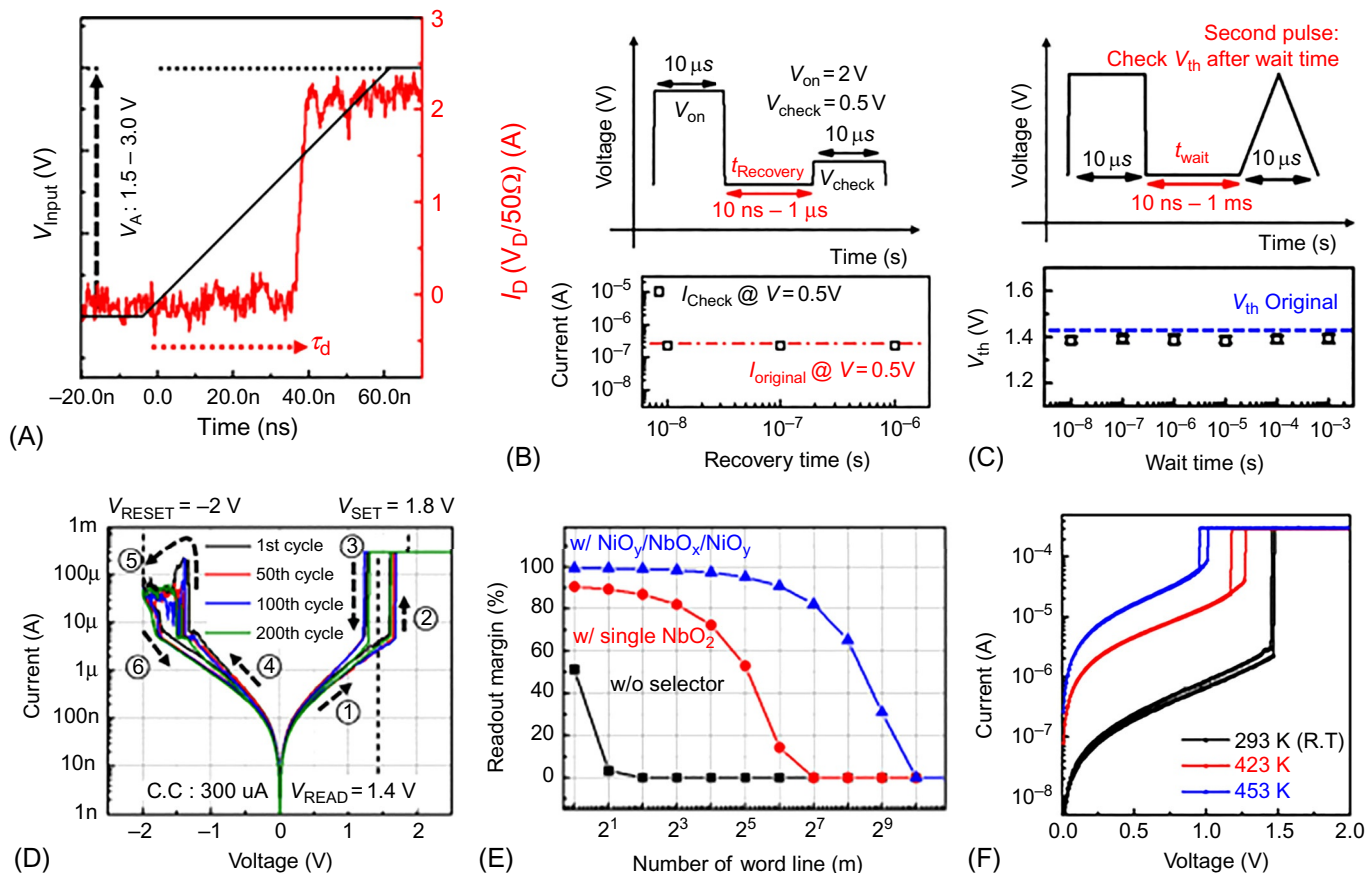 V_Input (V)
V_A : 1.5 – 3.0 V
τ_d
3
2
1
0
I_D (V_D/50Ω) (A)
–20.0n 0.0 20.0n 40.0n 60.0n
Time (ns)
(A)
Voltage (V)
10 µs
V_on
V_on = 2 V
V_check = 0.5 V
10 µs
t_Recovery
V_check
10 ns – 1 µs
Time (s)
Current (A)
10^–5
10^–6
10^–7
10^–8
I_Check @ V = 0.5V
I_original @ V = 0.5V
10^–8 10^–7 10^–6
Recovery time (s)
(B)
Second pulse:
Check V_th after wait time
Voltage (V)
10 µs
t_wait
10 µs
10 ns – 1 ms
Time (s)
V_th (V)
1.6
1.4
1.2
V_th Original
10^–8 10^–7 10^–6 10^–5 10^–4 10^–3
Wait time (s)
(C)
V_RESET = –2 V
V_SET = 1.8 V
Current (A)
1m
100µ
10µ
1µ
100n
10n
1n
⑤
1st cycle
50th cycle
100th cycle
200th cycle
③
②
⑥
④
①
C.C : 300 uA
V_READ = 1.4 V
–2 –1 0 1 2
Voltage (V)
(D)
Readout margin (%)
100
80
60
40
20
0
w/ NiO_y/NbO_x/NiO_y
w/ single NbO_2
w/o selector
2^1 2^3 2^5 2^7 2^9
Number of word line (m)
(E)
Current (A)
10^–4
10^–5
10^–6
10^–7
10^–8
293 K (R.T)
423 K
453 K
0.0 0.5 1.0 1.5 2.0
Voltage (V)
(F)